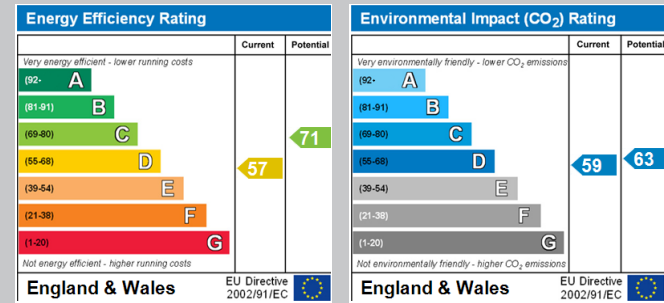 Energy Efficiency Rating
Current Potential
Very energy efficient - lower running costs
(92- A
(81-91) B
(69-80) C
71
(55-68) D
57
(39-54) E
(21-38) F
(1-20) G
Not energy efficient - higher running costs
England & Wales
EU Directive
2002/91/EC
Environmental Impact (CO₂) Rating
Current Potential
Very environmentally friendly - lower CO₂ emissions
(92- A
(81-91) B
(69-80) C
(55-68) D
59
63
(39-54) E
(21-38) F
(1-20) G
Not environmentally friendly - higher CO₂ emissions
England & Wales
EU Directive
2002/91/EC